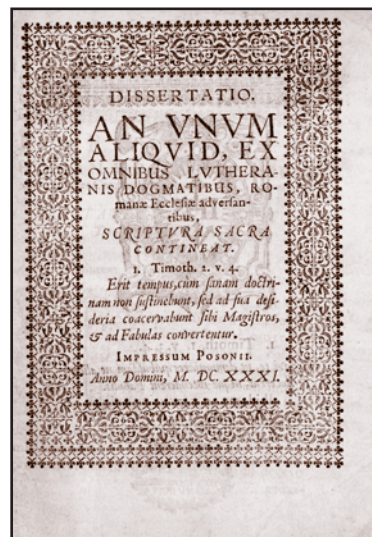 DISSERTATIO.
AN VNVM
ALIQVID, EX
OMNIBUS LVTHERA-
NIS DOGMATIBUS, RO-
manæ Ecclesiæ adversan-
tibus,
SCRIPTVRA SACRA
CONTINEAT.
1. Timoth. 2. v. 4.
Erit tempus, cùm sanam doctri-
nam non sustinebunt, sed ad sua desi-
deria coacervabunt sibi Magistros,
& ad Fabulas convertentur.
IMPRESSUM POSONII.
Anno Domini, M. DC. XXXI.